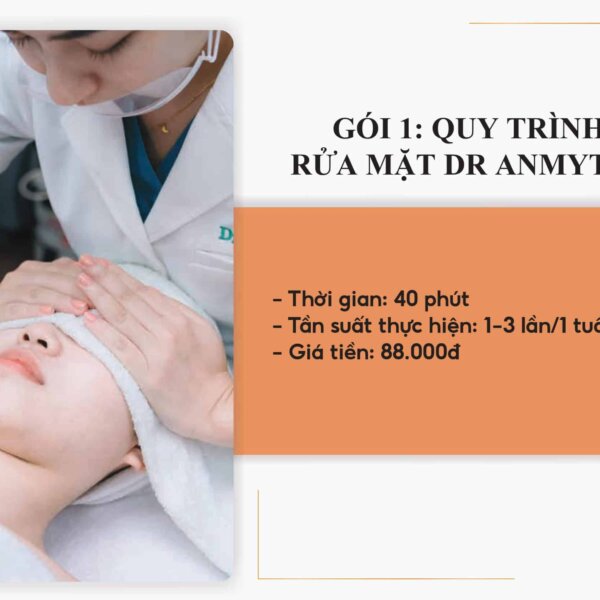 GÓI 1: QUY TRÌNH
RỬA MẶT DR ANMYT
- Thời gian: 40 phút
- Tần suất thực hiện: 1-3 lần/1 tuầ
- Giá tiền: 88.000đ